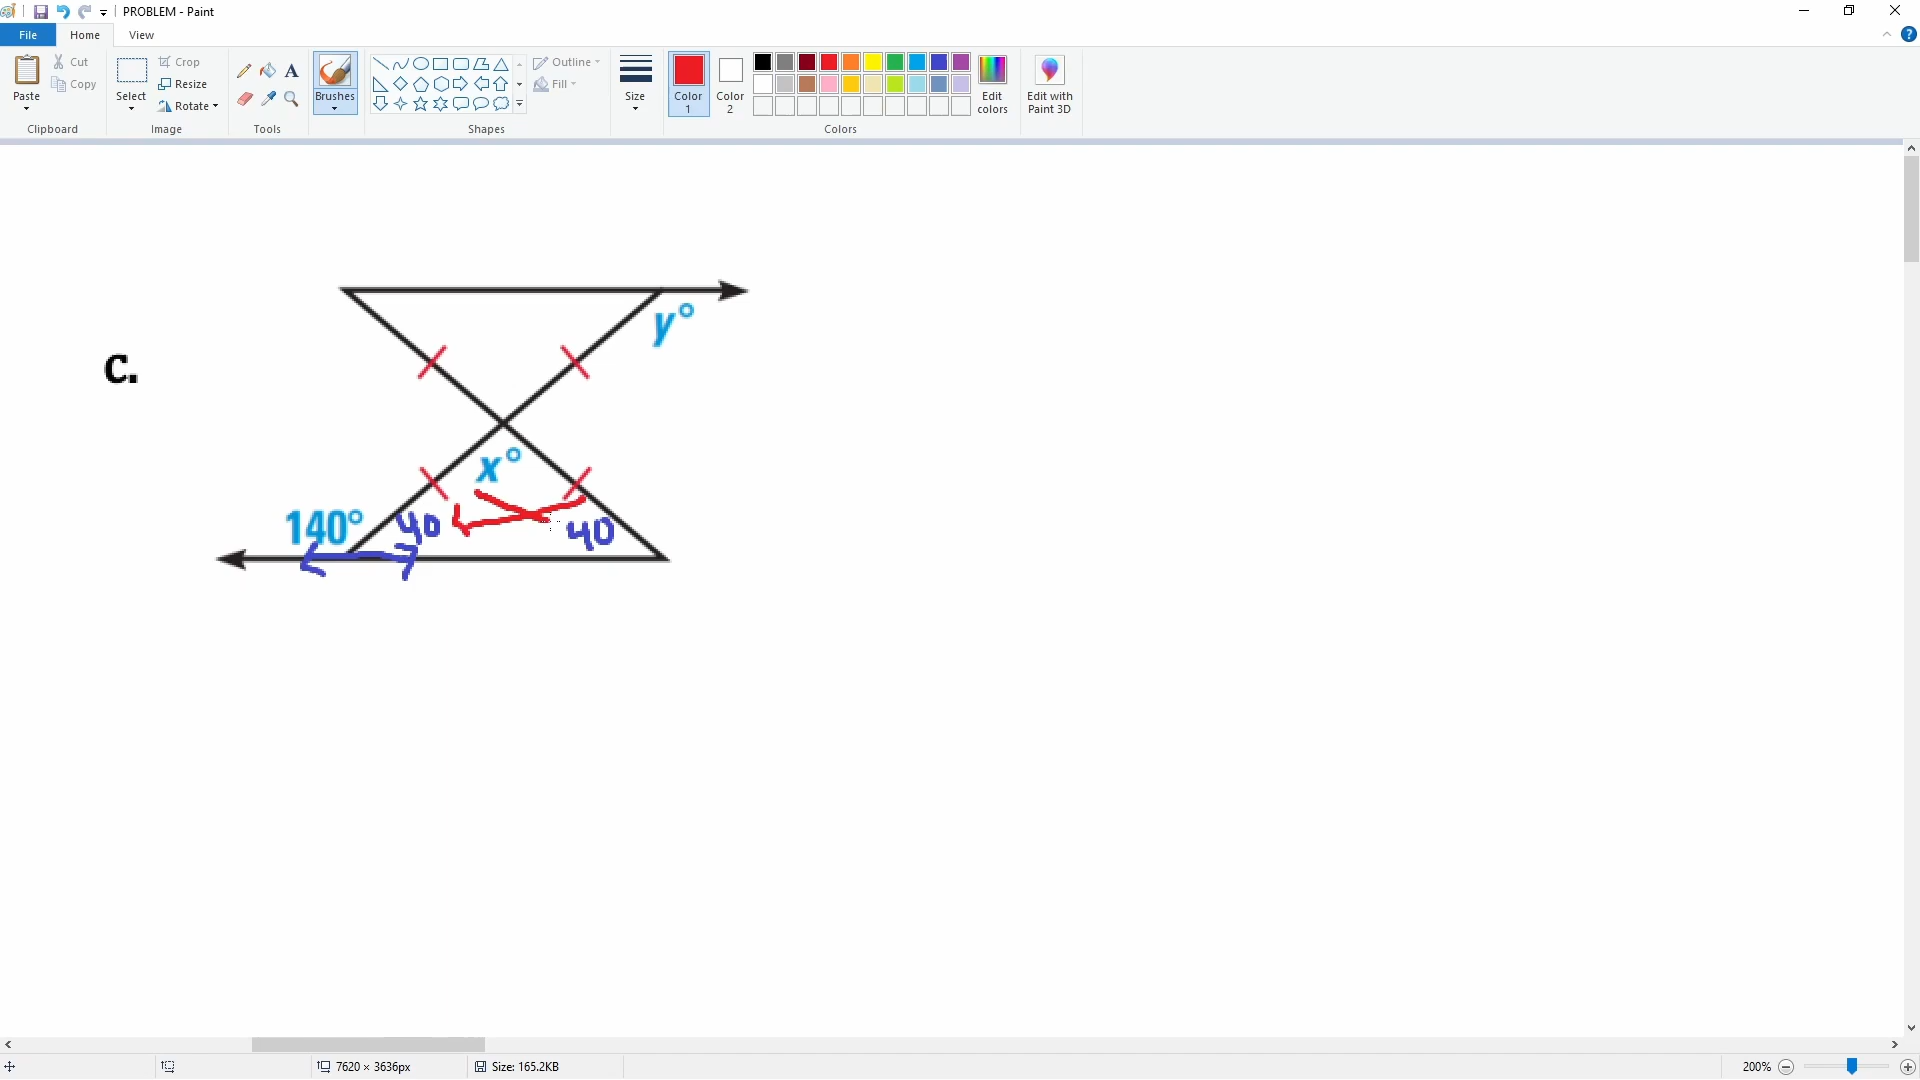 PROBLEM - Paint
File Home View
Paste
Cut
Copy
Clipboard
Select
Crop
Resize
Rotate
Image
A
Tools
Brushes
Outline
Fill
Shapes
Size
Color 1
Color 2
Edit colors
Colors
Edit with Paint 3D
?
y°
C.
x°
140°
40
40
7620 × 3636px
Size: 165.2KB
200%